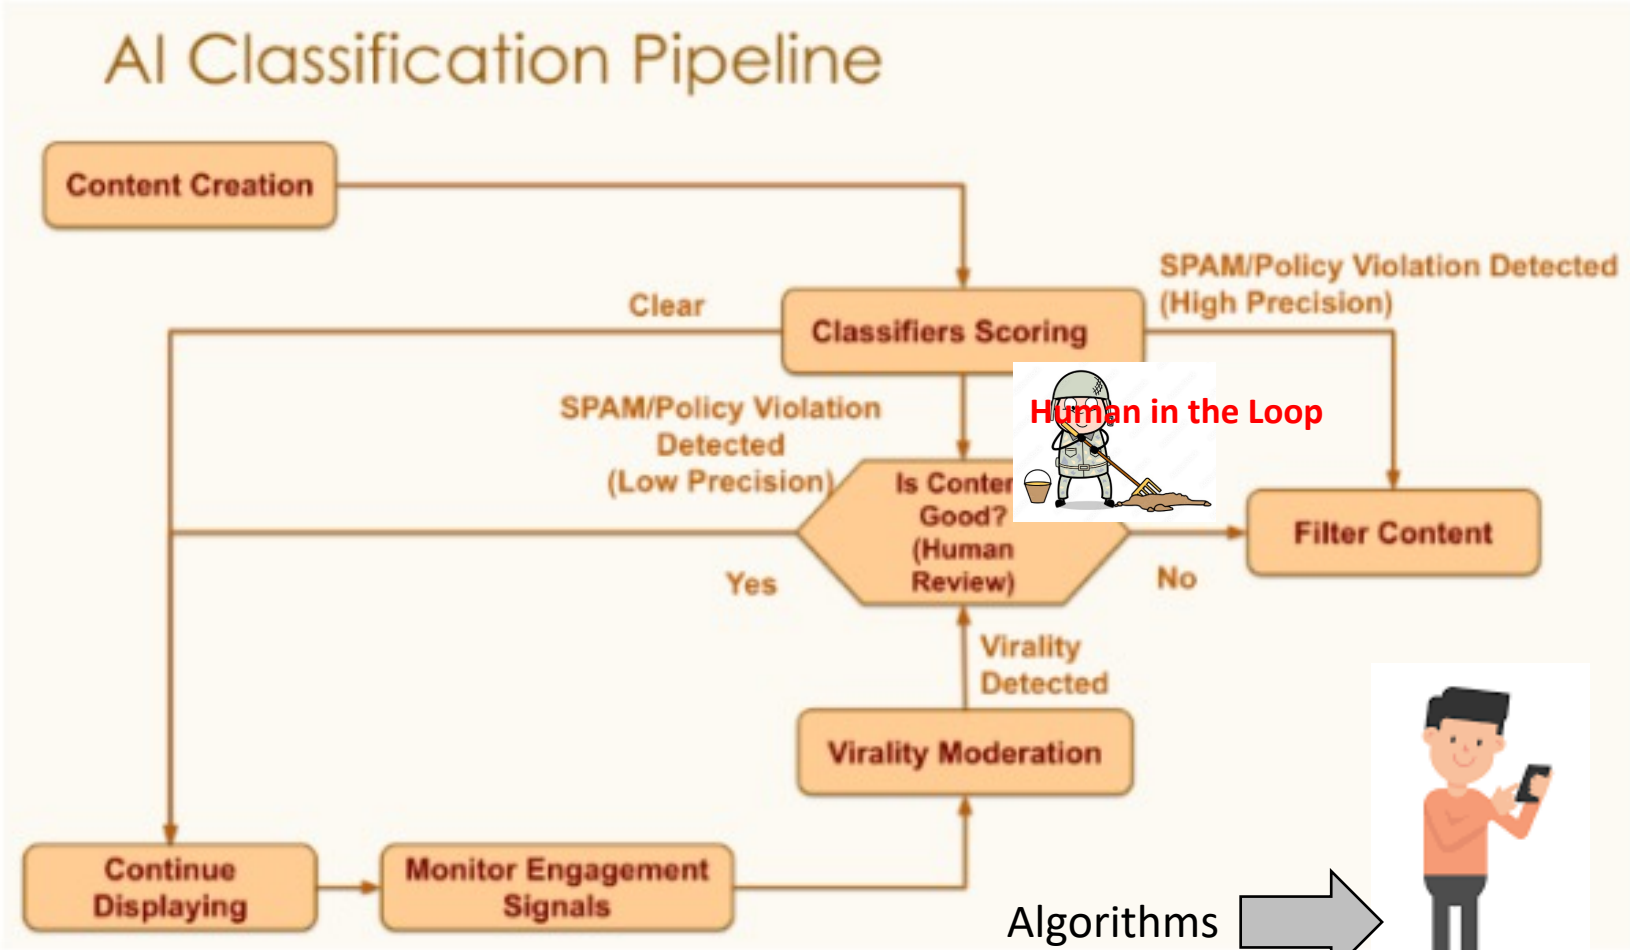 AI Classification Pipeline
Content Creation
SPAM/Policy Violation Detected
(High Precision)
Clear
Classifiers Scoring
Human in the Loop
SPAM/Policy Violation
Detected
(Low Precision)
Is Conten
Good?
(Human
Review)
Filter Content
Yes
No
Virality
Detected
Virality Moderation
Continue
Displaying
Monitor Engagement
Signals
Algorithms